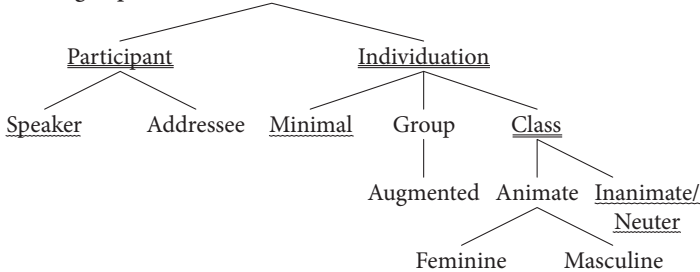 Participant Individuation
Speaker Addressee Minimal Group Class
Augmented Animate Inanimate/
Neuter
Feminine Masculine